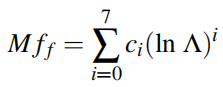 Mf_f = \sum_{i=0}^{7} c_i (\ln \Lambda)^i